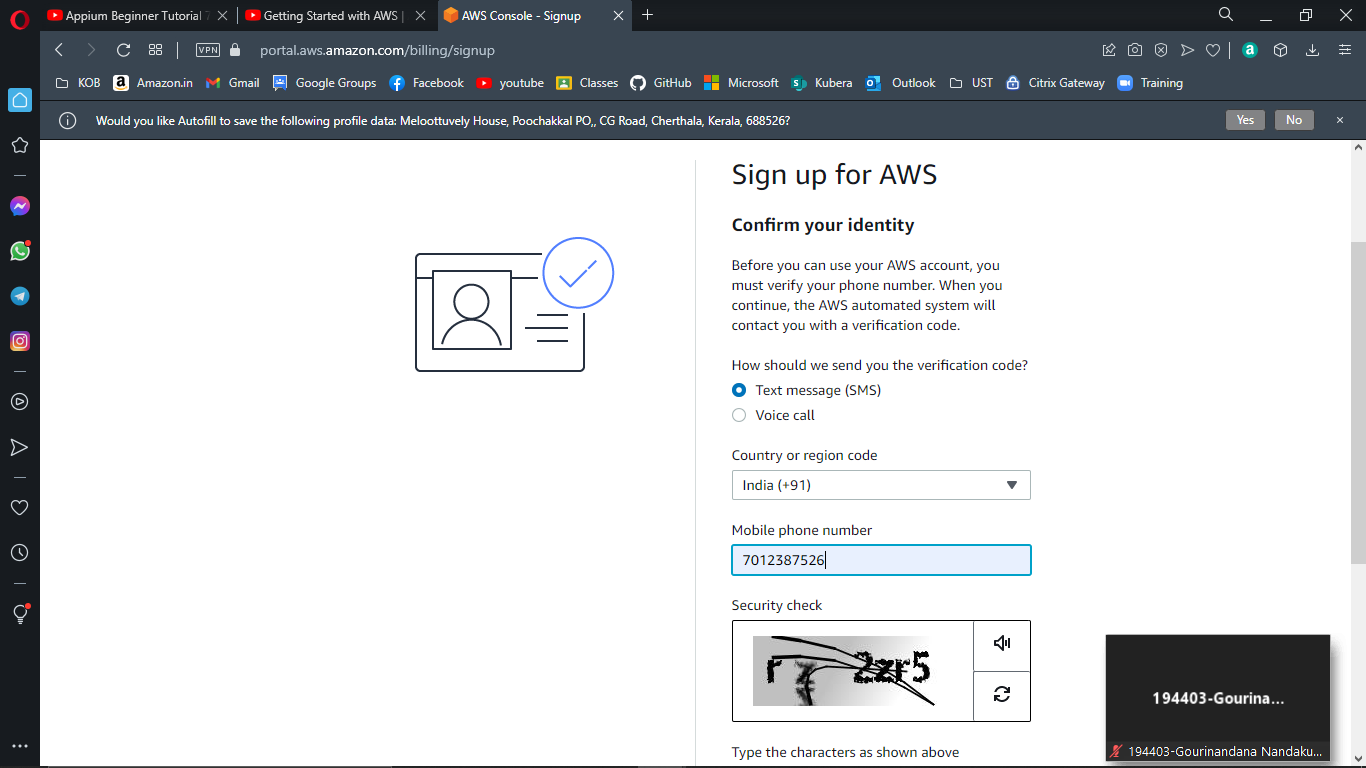 Appium Beginner Tutorial 7
Getting Started with AWS |
AWS Console - Signup
VPN
portal.aws.amazon.com/billing/signup
KOB
Amazon.in
Gmail
Google Groups
Facebook
youtube
Classes
GitHub
Microsoft
Kubera
Outlook
UST
Citrix Gateway
Training
Would you like Autofill to save the following profile data: Meloottuvely House, Poochakkal PO,, CG Road, Cherthala, Kerala, 688526?
Yes
No
Sign up for AWS
Confirm your identity
Before you can use your AWS account, you
must verify your phone number. When you
continue, the AWS automated system will
contact you with a verification code.
How should we send you the verification code?
Text message (SMS)
Voice call
Country or region code
India (+91)
Mobile phone number
7012387526
Security check
Type the characters as shown above
194403-Gourina...
194403-Gourinandana Nandaku...